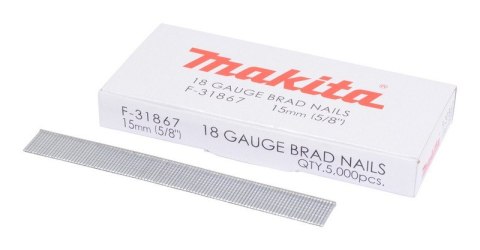 makita®
18 GAUGE BRAD NAILS
F-31867 15mm (5/8")
F-31867
15mm (5/8")
18 GAUGE BRAD NAILS
QTY.5,000pcs.